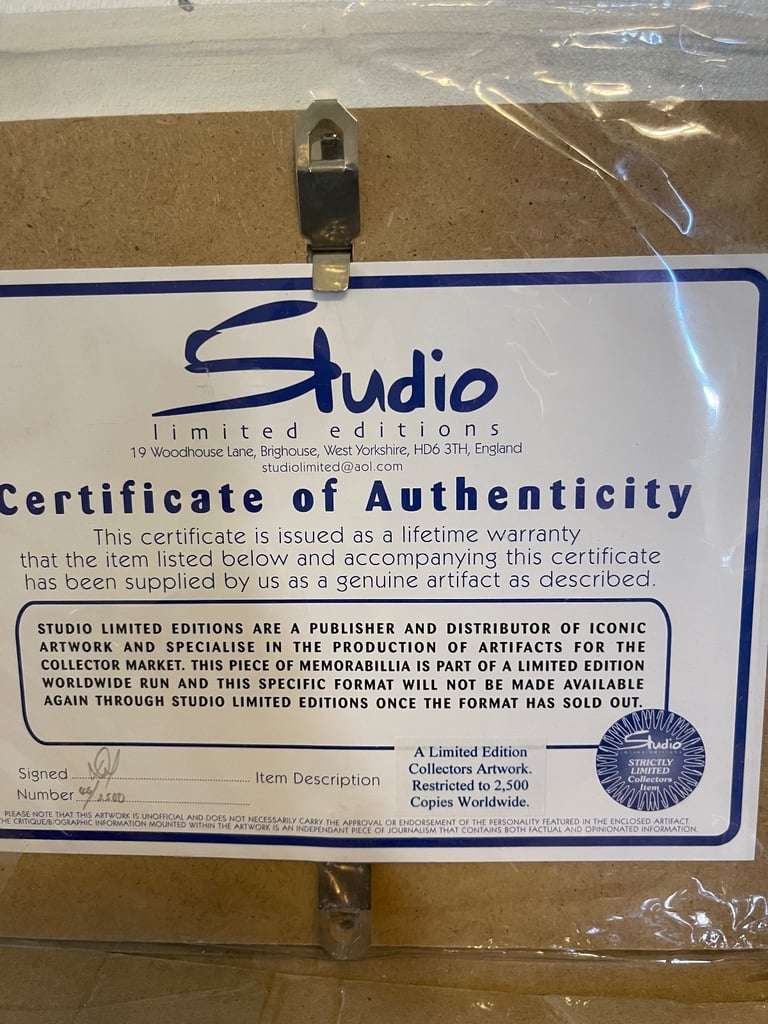 Studio
limited editions
19 Woodhouse Lane, Brighouse, West Yorkshire, HD6 3TH, England
studiolimited@aol.com
Certificate of Authenticity
This certificate is issued as a lifetime warranty
that the item listed below and accompanying this certificate
has been supplied by us as a genuine artifact as described.
STUDIO LIMITED EDITIONS ARE A PUBLISHER AND DISTRIBUTOR OF ICONIC
ARTWORK AND SPECIALISE IN THE PRODUCTION OF ARTIFACTS FOR THE
COLLECTOR MARKET. THIS PIECE OF MEMORABILLIA IS PART OF A LIMITED EDITION
WORLDWIDE RUN AND THIS SPECIFIC FORMAT WILL NOT BE MADE AVAILABLE
AGAIN THROUGH STUDIO LIMITED EDITIONS ONCE THE FORMAT HAS SOLD OUT.
Studio
limited editions
STRICTLY
LIMITED
Collectors
Item
Signed
Number /2500
Item Description
A Limited Edition
Collectors Artwork.
Restricted to 2,500
Copies Worldwide.
PLEASE NOTE THAT THIS ARTWORK IS UNOFFICIAL AND DOES NOT NECESSARILY CARRY THE APPROVAL OR ENDORSEMENT OF THE PERSONALITY FEATURED IN THE ENCLOSED ARTIFACT.
THE CRITIQUE/BIOGRAPHIC INFORMATION MOUNTED WITHIN THE ARTWORK IS AN INDEPENDANT PIECE OF JOURNALISM THAT CONTAINS BOTH FACTUAL AND OPINIONATED INFORMATION.